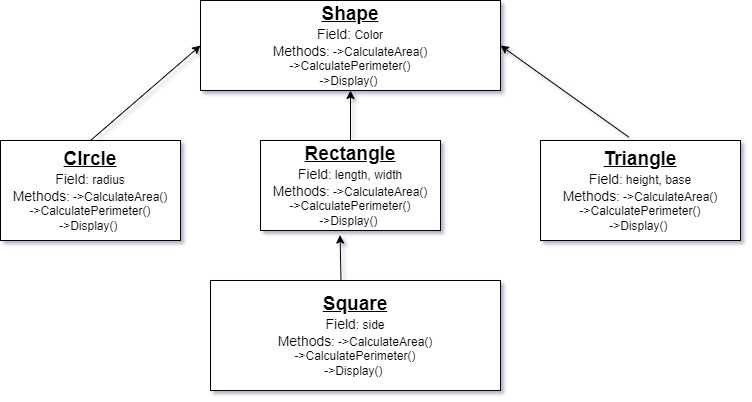 Shape
Field: Color
Methods: ->CalculateArea()
->CalculatePerimeter()
->Display()
CIrcle
Field: radius
Methods: ->CalculateArea()
->CalculatePerimeter()
->Display()
Rectangle
Field: length, width
Methods: ->CalculateArea()
->CalculatePerimeter()
->Display()
Triangle
Field: height, base
Methods: ->CalculateArea()
->CalculatePerimeter()
->Display()
Square
Field: side
Methods: ->CalculateArea()
->CalculatePerimeter()
->Display()